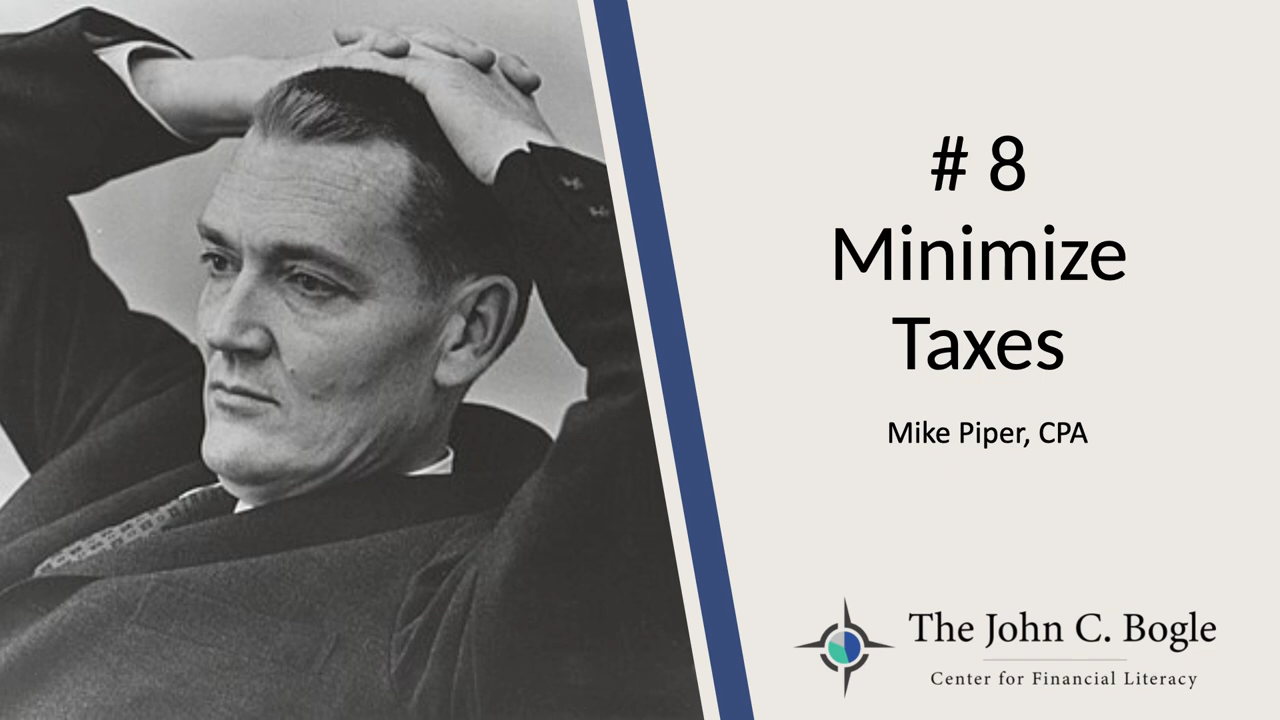 # 8
Minimize
Taxes
Mike Piper, CPA
The John C. Bogle
Center for Financial Literacy